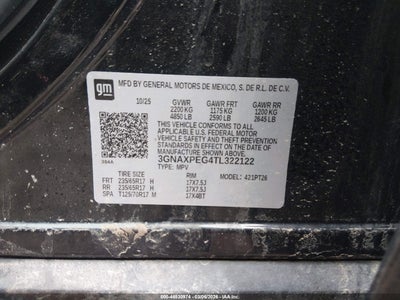 gm
MFD BY GENERAL MOTORS DE MEXICO, S. DE R.L. DE C.V.
10/25 GVWR GAWR FRT GAWR RR
2200 KG 1175 KG 1200 KG
4850 LB 2590 LB 2645 LB
THIS VEHICLE CONFORMS TO ALL
APPLICABLE U.S. FEDERAL MOTOR
VEHICLE SAFETY AND THEFT
PREVENTION STANDARDS IN EFFECT
ON THE DATE OF MANUFACTURE
SHOWN ABOVE.
3GNAXPEG4TL322122
TYPE: MPV
TIRE SIZE RIM MODEL: 421PT26
FRT 235/65R17 H 17X7.5J
RR 235/65R17 H 17X7.5J
SPA T125/70R17 M 17X4BT